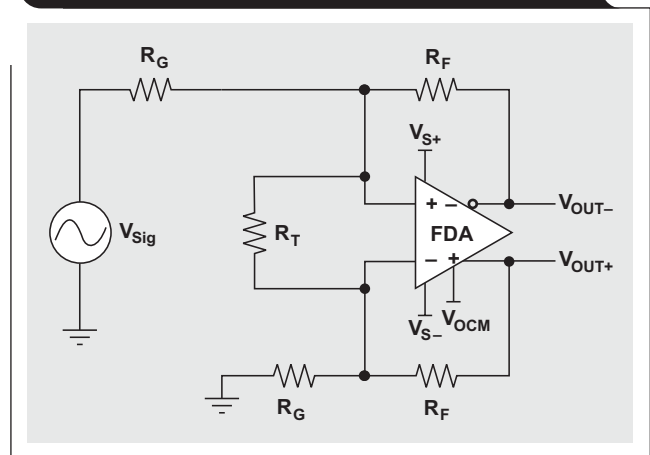 R_G
R_F
V_S+
+ −
V_OUT−
V_Sig
R_T
FDA
− +
V_OUT+
V_S−
V_OCM
R_G
R_F